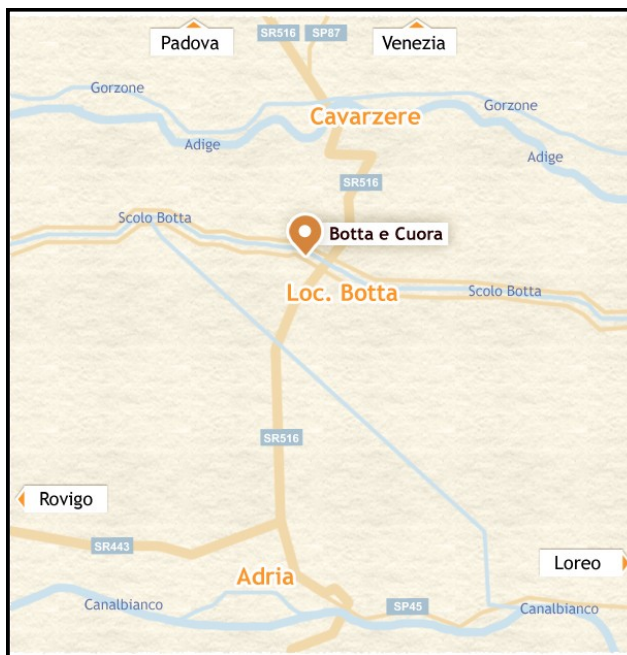 Padova
SR516
SP87
Venezia
Gorzone
Cavarzere
Gorzone
Adige
Adige
SR516
Scolo Botta
Botta e Cuora
Loc. Botta
Scolo Botta
SR516
Rovigo
SR443
Loreo
Adria
Canalbianco
SP45
Canalbianco